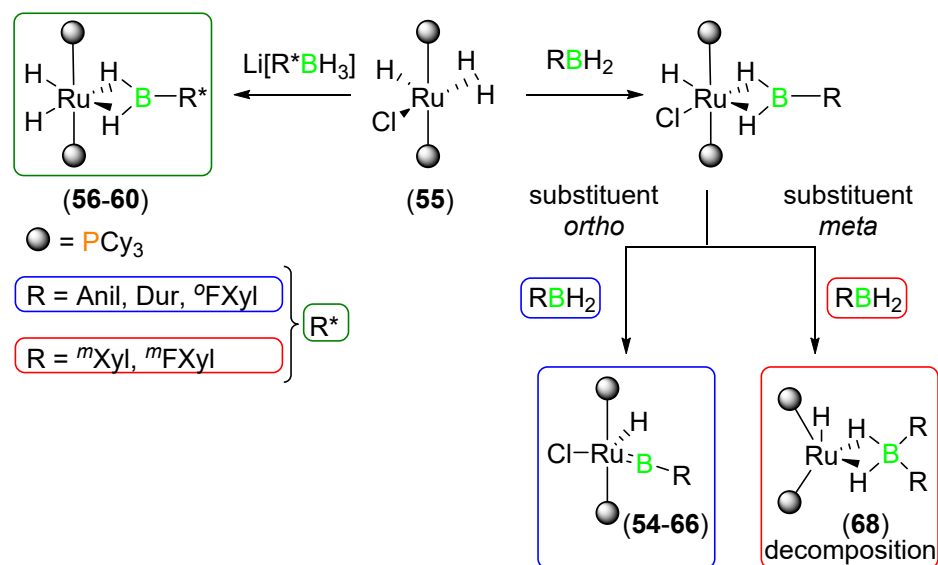 Li[R*BH₃]
RBH₂
H
H
Ru
H
H
B
R*
H
H
H
Ru
Cl
H
Ru
Cl
H
H
B
R
(56-60)
(55)
= PCy₃
substituent
ortho
substituent
meta
R = Anil, Dur, ᵒFXyl
R = ᵐXyl, ᵐFXyl
R*
RBH₂
RBH₂
H
Cl
Ru
B
R
(54-66)
H
Ru
H
H
B
R
R
(68)
decomposition